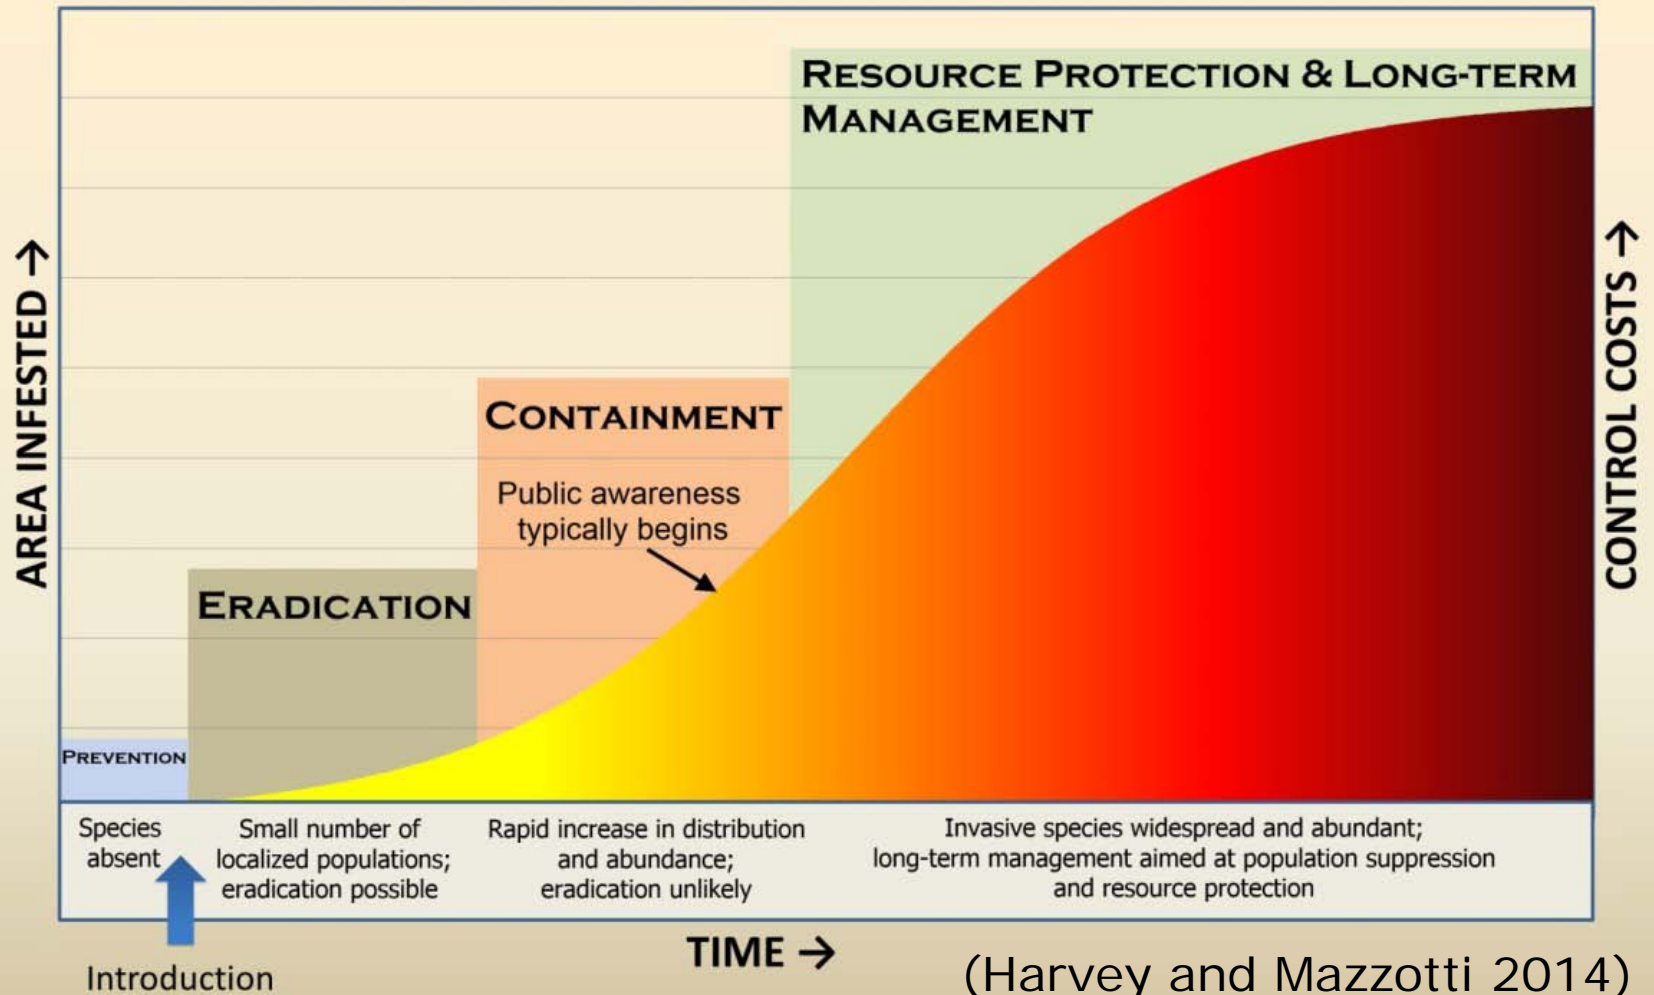 RESOURCE PROTECTION & LONG-TERM
MANAGEMENT
CONTAINMENT
Public awareness
typically begins
ERADICATION
PREVENTION
AREA INFESTED →
CONTROL COSTS →
Species
absent
Small number of
localized populations;
eradication possible
Rapid increase in distribution
and abundance;
eradication unlikely
Invasive species widespread and abundant;
long-term management aimed at population suppression
and resource protection
Introduction
TIME →
(Harvey and Mazzotti 2014)